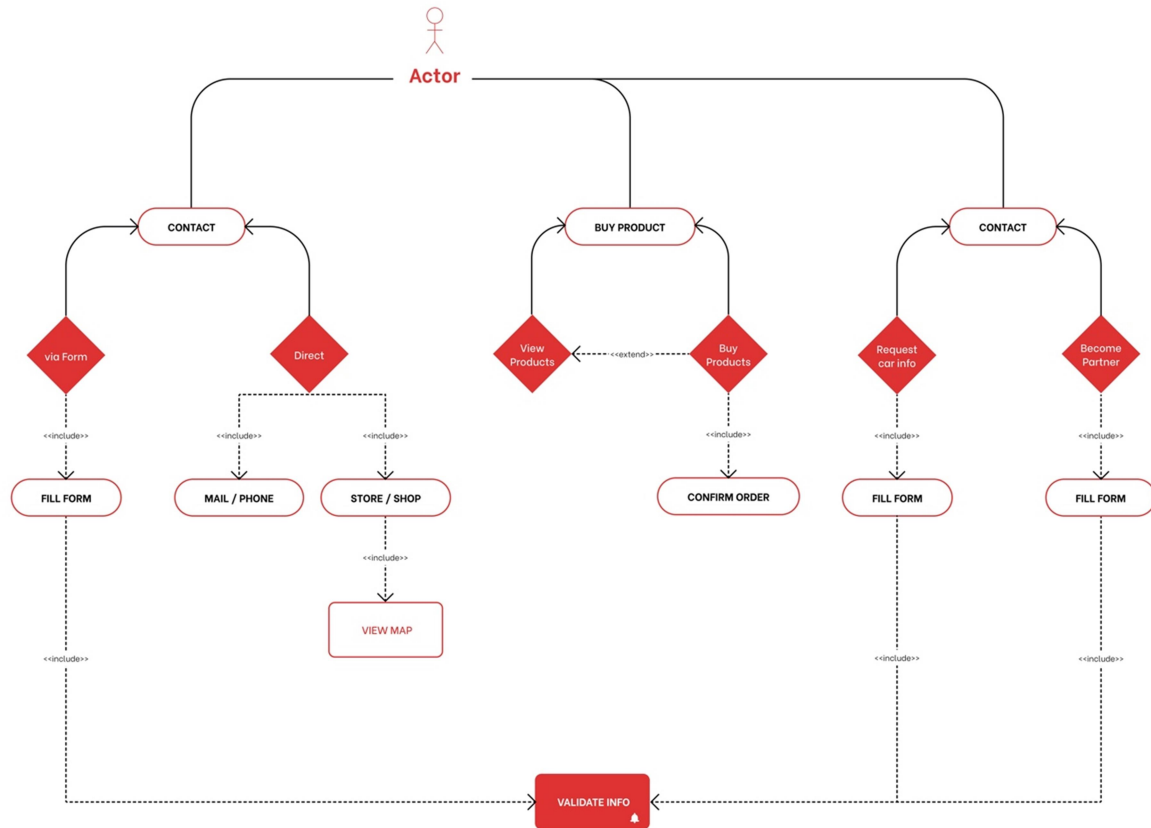 Actor
CONTACT
BUY PRODUCT
CONTACT
via Form
Direct
View
Products
<<extend>>
Buy
Products
Request
car info
Become
Partner
<<include>>
<<include>>
<<include>>
<<include>>
<<include>>
<<include>>
FILL FORM
MAIL / PHONE
STORE / SHOP
CONFIRM ORDER
FILL FORM
FILL FORM
<<include>>
VIEW MAP
<<include>>
<<include>>
<<include>>
VALIDATE INFO